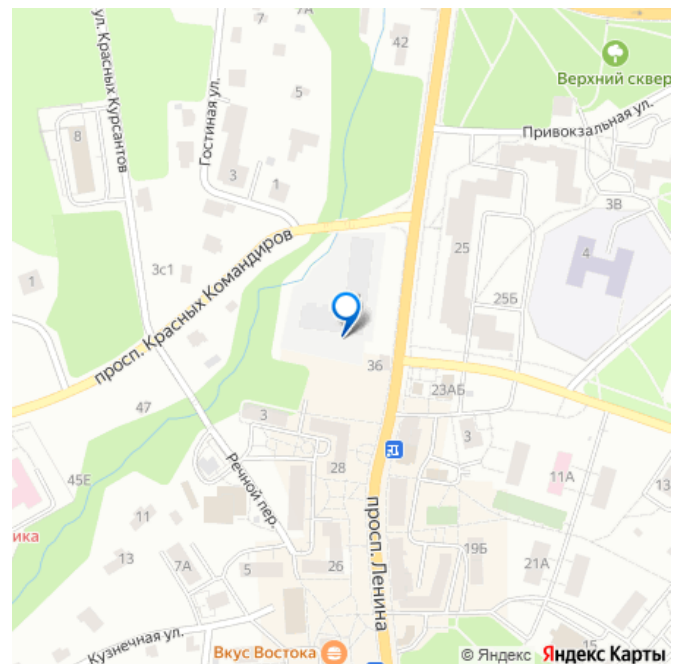 7
7А
42
Верхний сквер
ул. Красных Курсантов
Гостиная ул.
5
Привокзальная ул.
8
3
1
3В
25
4
3с1
1
просп. Красных Командиров
25Б
36
47
3
23АБ
3
28
Речной пер.
45Е
11А
13
просп. Ленина
ика
11
13
7А
5
26
19Б
21А
Кузнечная ул.
Вкус Востока
15
© Яндекс Яндекс Карты